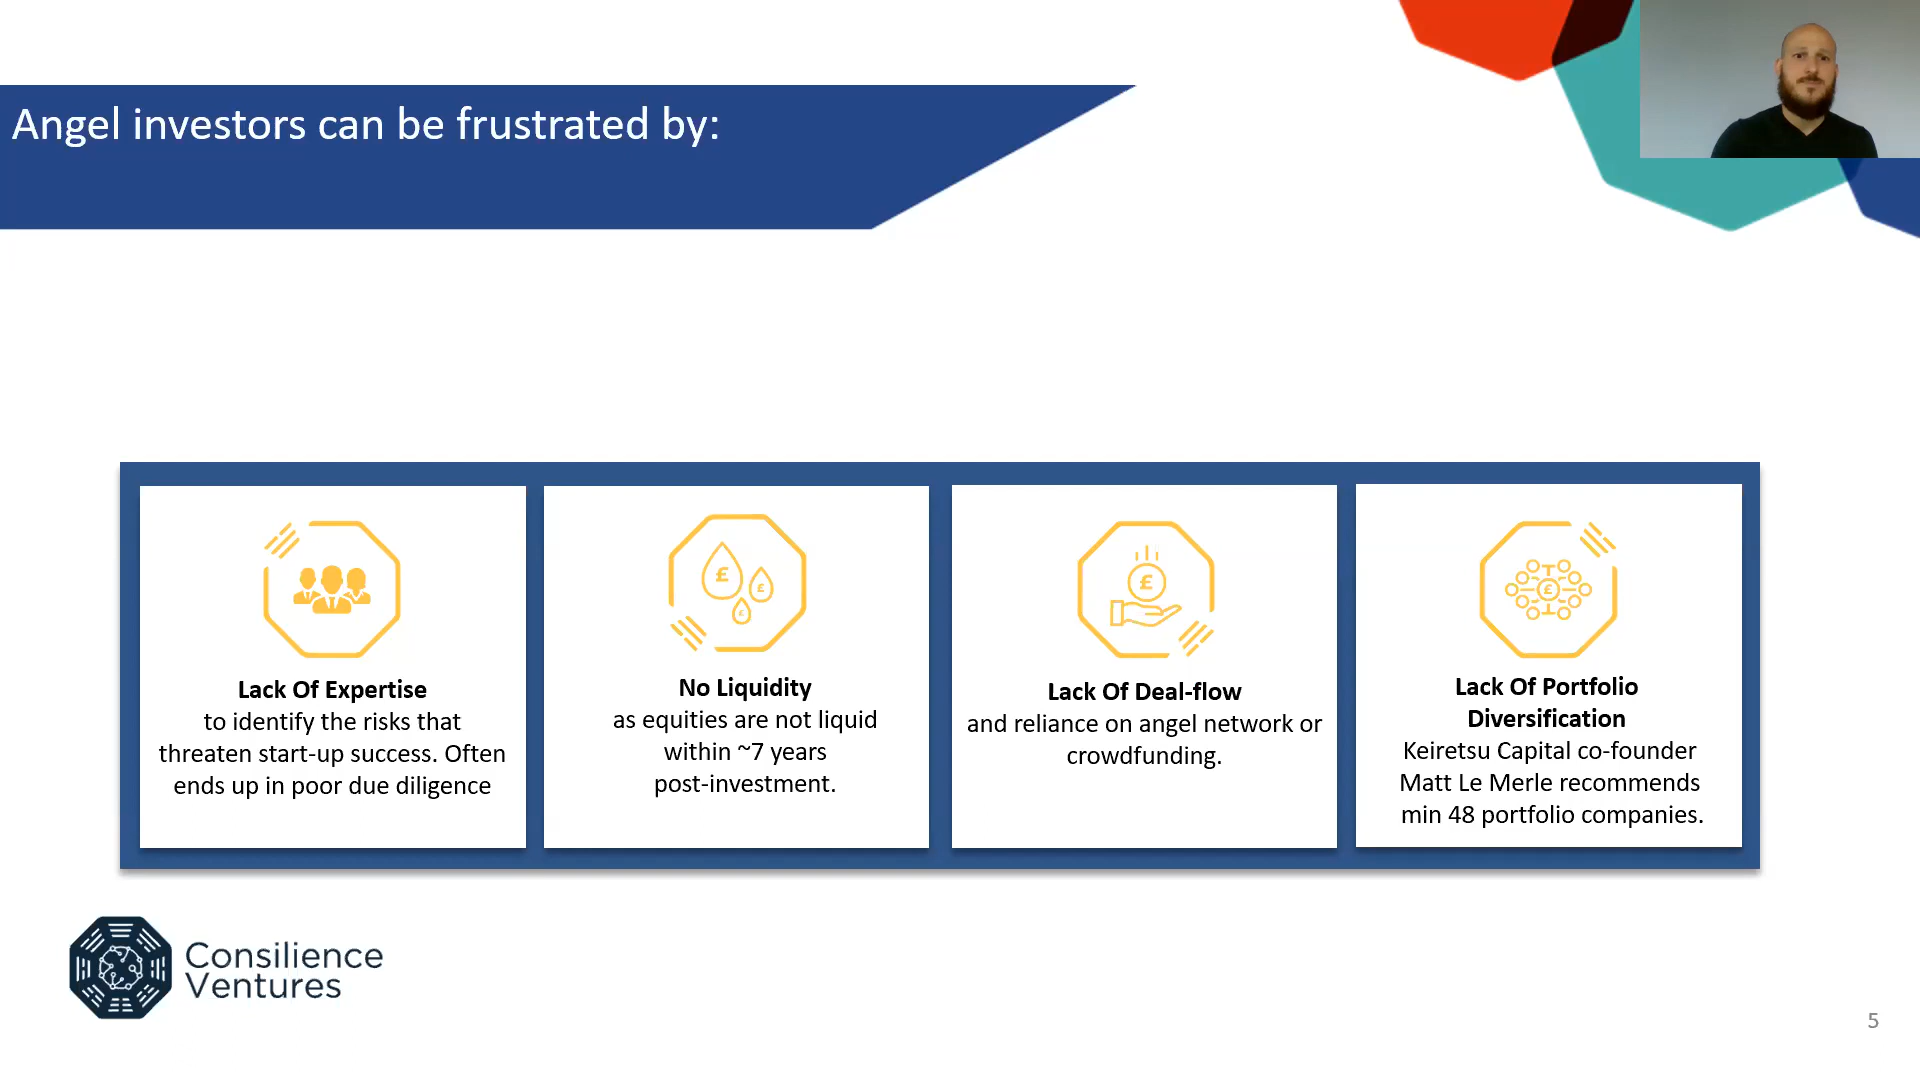 Angel investors can be frustrated by:
£
£
£
£
£
Lack Of Expertise
to identify the risks that
threaten start-up success. Often
ends up in poor due diligence
No Liquidity
as equities are not liquid
within ~7 years
post-investment.
Lack Of Deal-flow
and reliance on angel network or
crowdfunding.
Lack Of Portfolio
Diversification
Keiretsu Capital co-founder
Matt Le Merle recommends
min 48 portfolio companies.
Consilience
Ventures
5